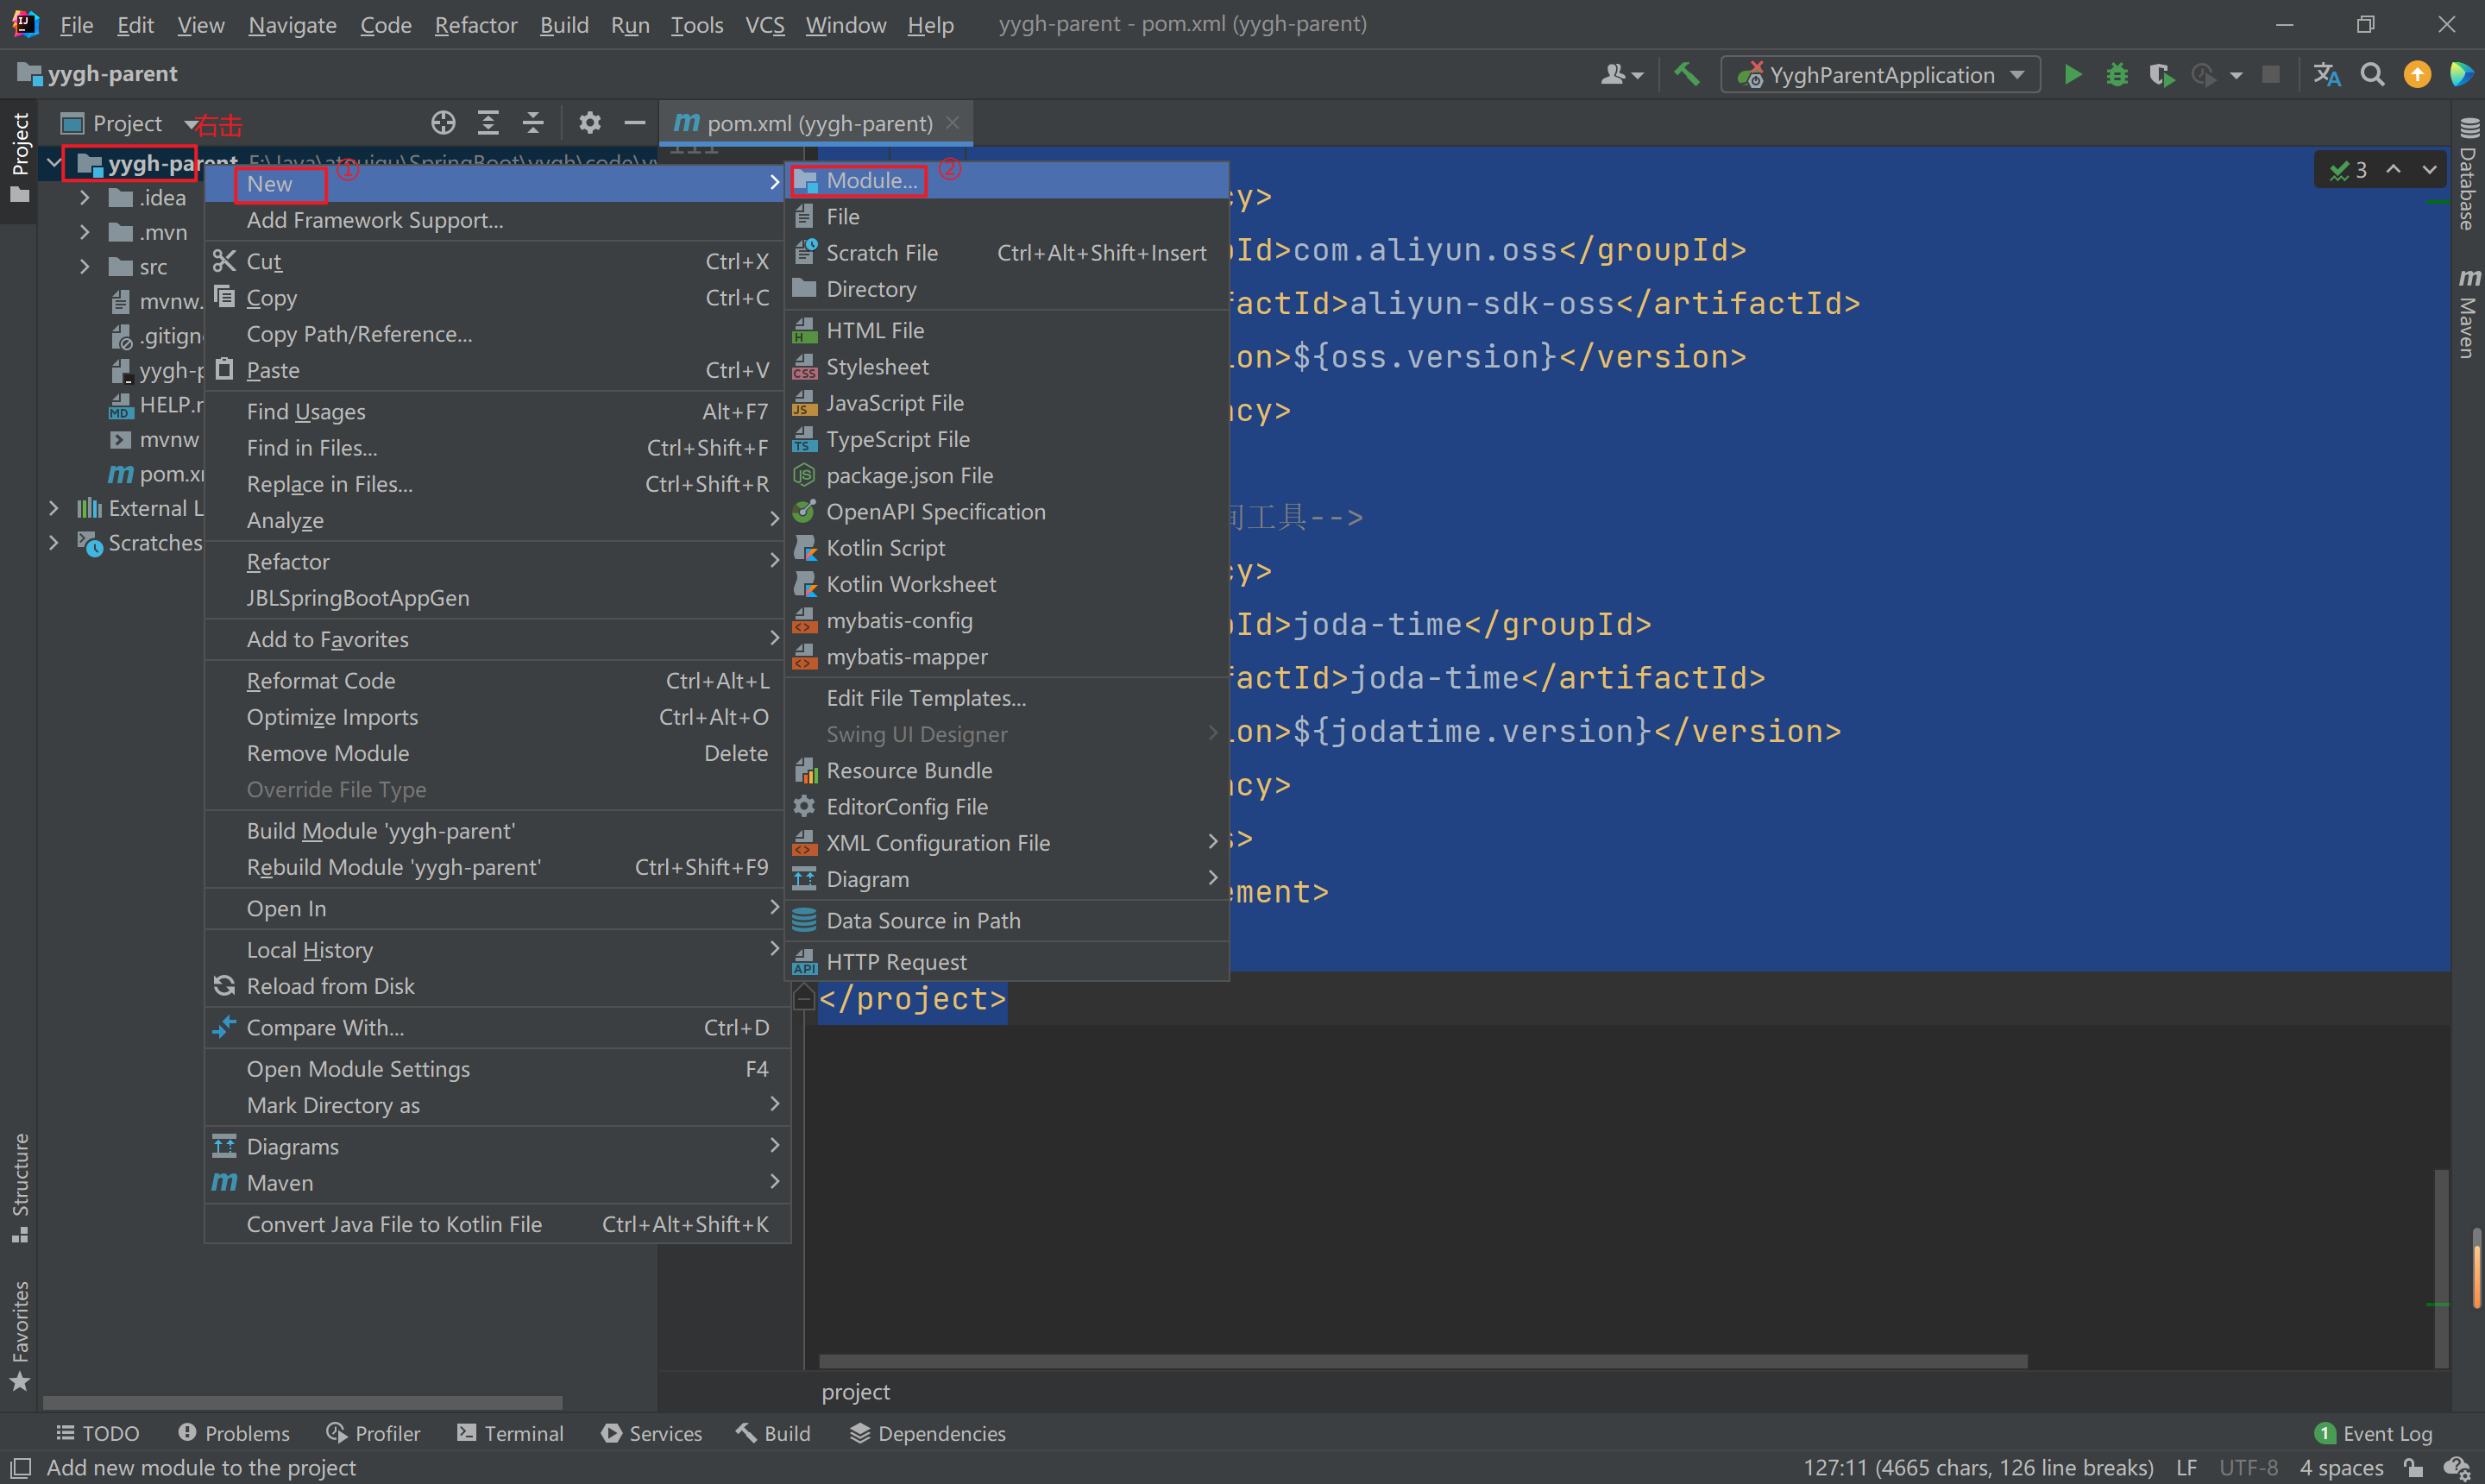 File Edit View Navigate Code Refactor Build Run Tools VCS Window Help yygh-parent - pom.xml (yygh-parent)
yygh-parent
YyghParentApplication
Project
右击
pom.xml (yygh-parent)
Project
yygh-parent
.idea
.mvn
src
mvnw.
HELP.
mvnw
External L
Scratches
New ①
Add Framework Support...
Cut Ctrl+X
Copy Ctrl+C
Copy Path/Reference...
Paste Ctrl+V
Find Usages Alt+F7
Find in Files... Ctrl+Shift+F
Replace in Files... Ctrl+Shift+R
Analyze
Refactor
JBLSpringBootAppGen
Add to Favorites
Reformat Code Ctrl+Alt+L
Optimize Imports Ctrl+Alt+O
Remove Module Delete
Override File Type
Build Module 'yygh-parent'
Rebuild Module 'yygh-parent' Ctrl+Shift+F9
Open In
Local History
Reload from Disk
Compare With... Ctrl+D
Open Module Settings F4
Mark Directory as
Diagrams
Maven
Convert Java File to Kotlin File Ctrl+Alt+Shift+K
Module... ②
File
Scratch File Ctrl+Alt+Shift+Insert
Directory
HTML File
Stylesheet
JavaScript File
TypeScript File
package.json File
OpenAPI Specification
Kotlin Script
Kotlin Worksheet
mybatis-config
mybatis-mapper
Edit File Templates...
Swing UI Designer
Resource Bundle
EditorConfig File
XML Configuration File
Diagram
Data Source in Path
HTTP Request
3
y>
Id>com.aliyun.oss</groupId>
factId>aliyun-sdk-oss</artifactId>
on>${oss.version}</version>
cy>
工具-->
y>
Id>joda-time</groupId>
factId>joda-time</artifactId>
on>${jodatime.version}</version>
cy>
>
ment>
</project>
project
Database
Maven
Structure
Favorites
TODO Problems Profiler Terminal Services Build Dependencies 1 Event Log
Add new module to the project 127:11 (4665 chars, 126 line breaks) LF UTF-8 4 spaces